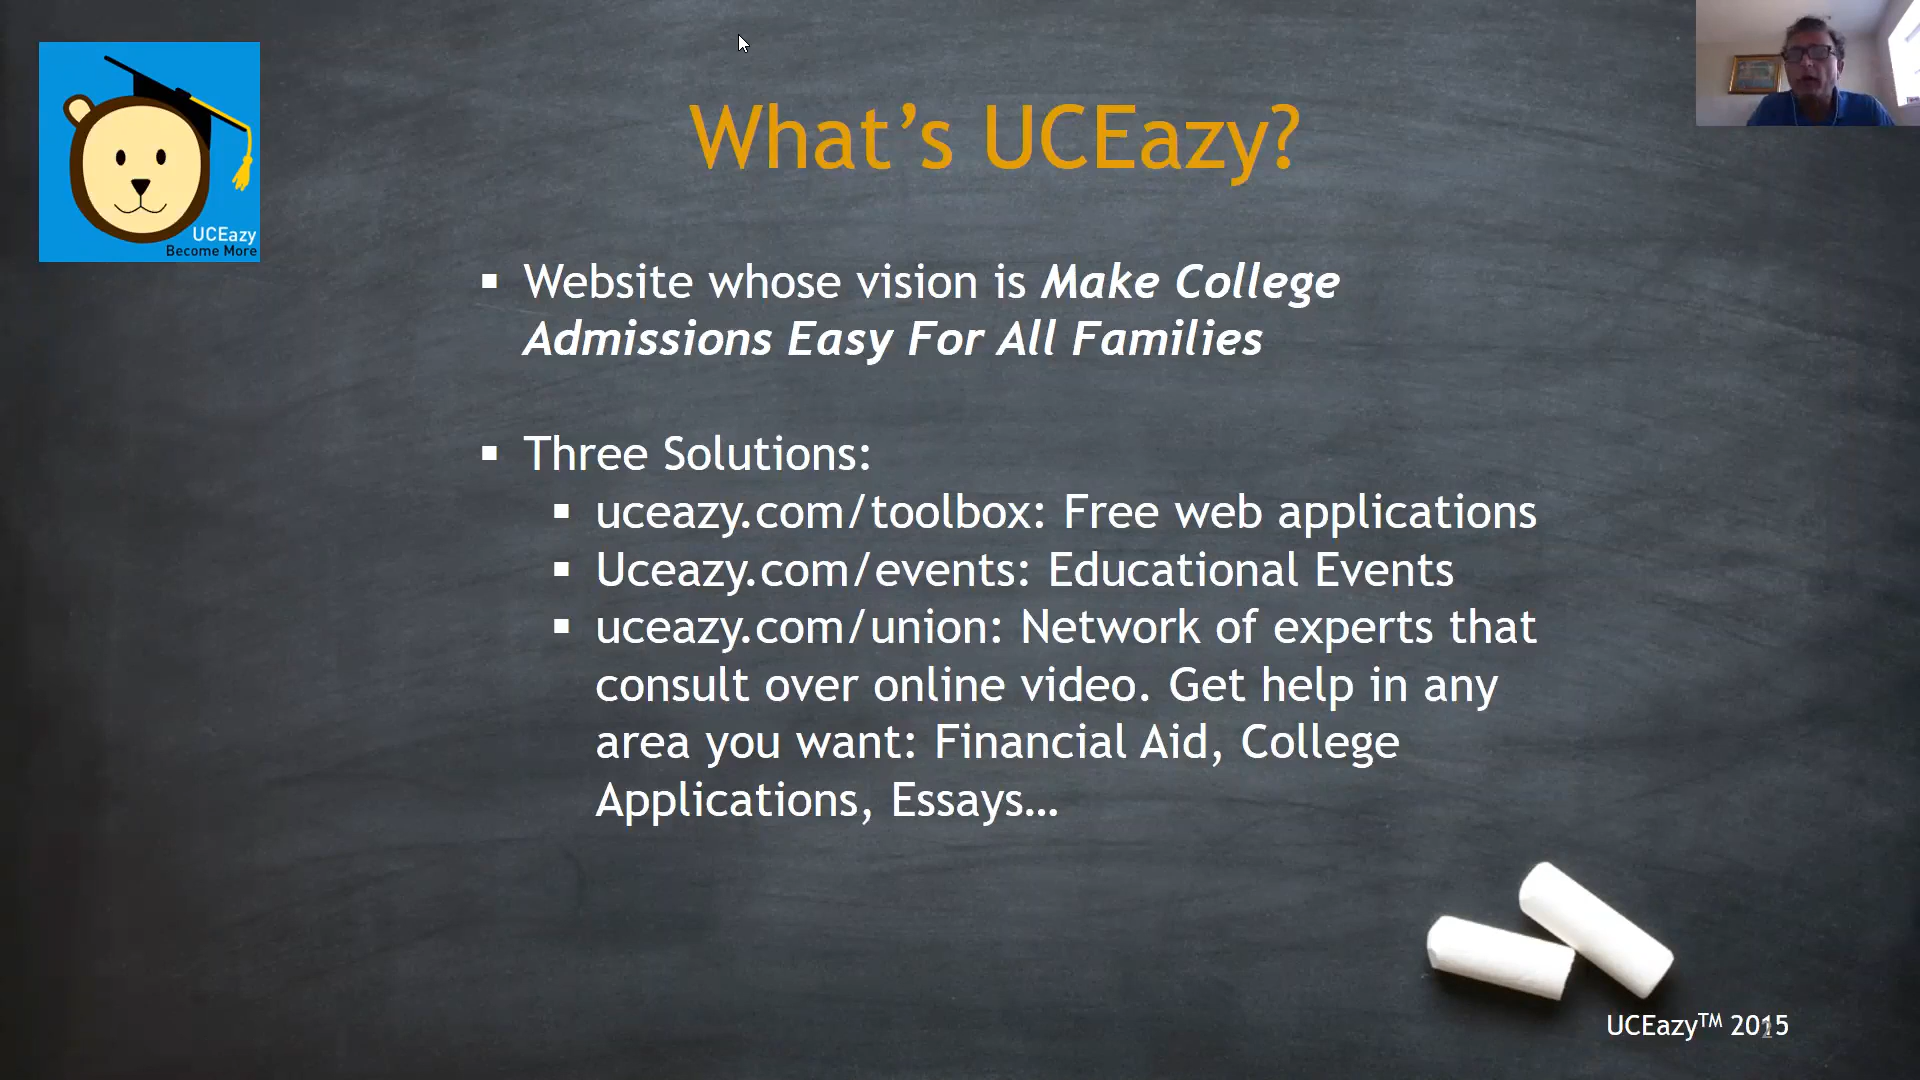 UCEazy
Become More
What’s UCEazy?
▪ Website whose vision is Make College
Admissions Easy For All Families
▪ Three Solutions:
▪ uceazy.com/toolbox: Free web applications
▪ Uceazy.com/events: Educational Events
▪ uceazy.com/union: Network of experts that
consult over online video. Get help in any
area you want: Financial Aid, College
Applications, Essays…
UCEazy™ 2015
2